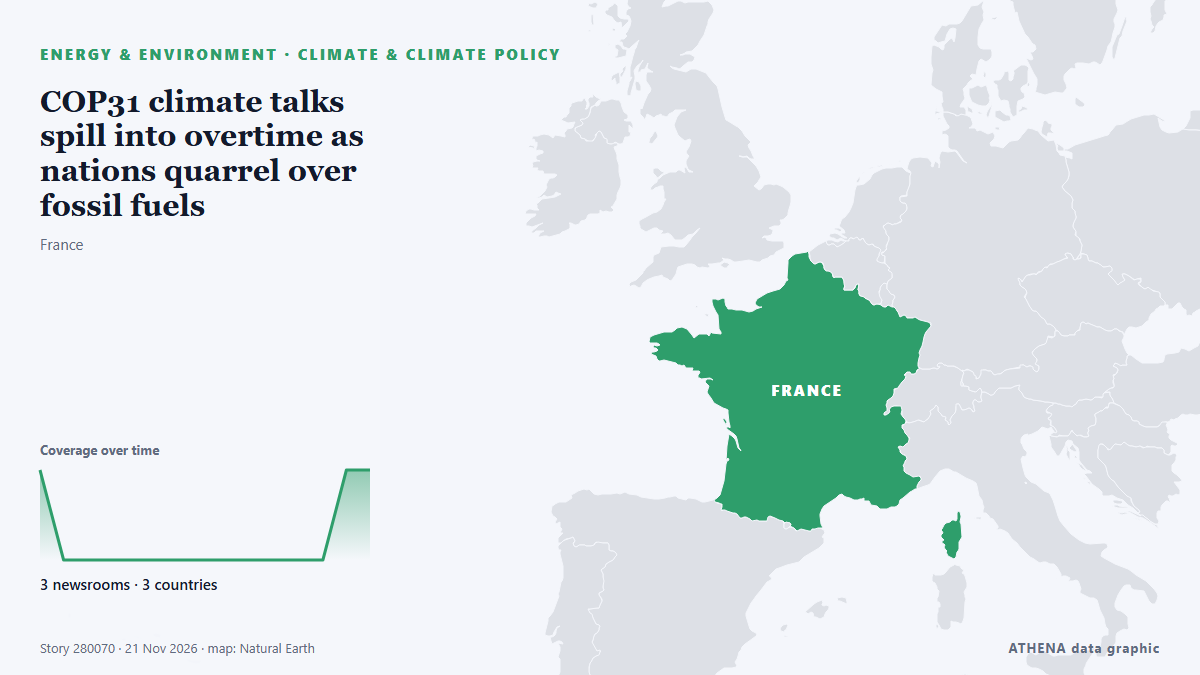 ENERGY & ENVIRONMENT · CLIMATE & CLIMATE POLICY
COP31 climate talks
spill into overtime as
nations quarrel over
fossil fuels
France
FRANCE
Coverage over time
3 newsrooms · 3 countries
Story 280070 · 21 Nov 2026 · map: Natural Earth
ATHENA data graphic